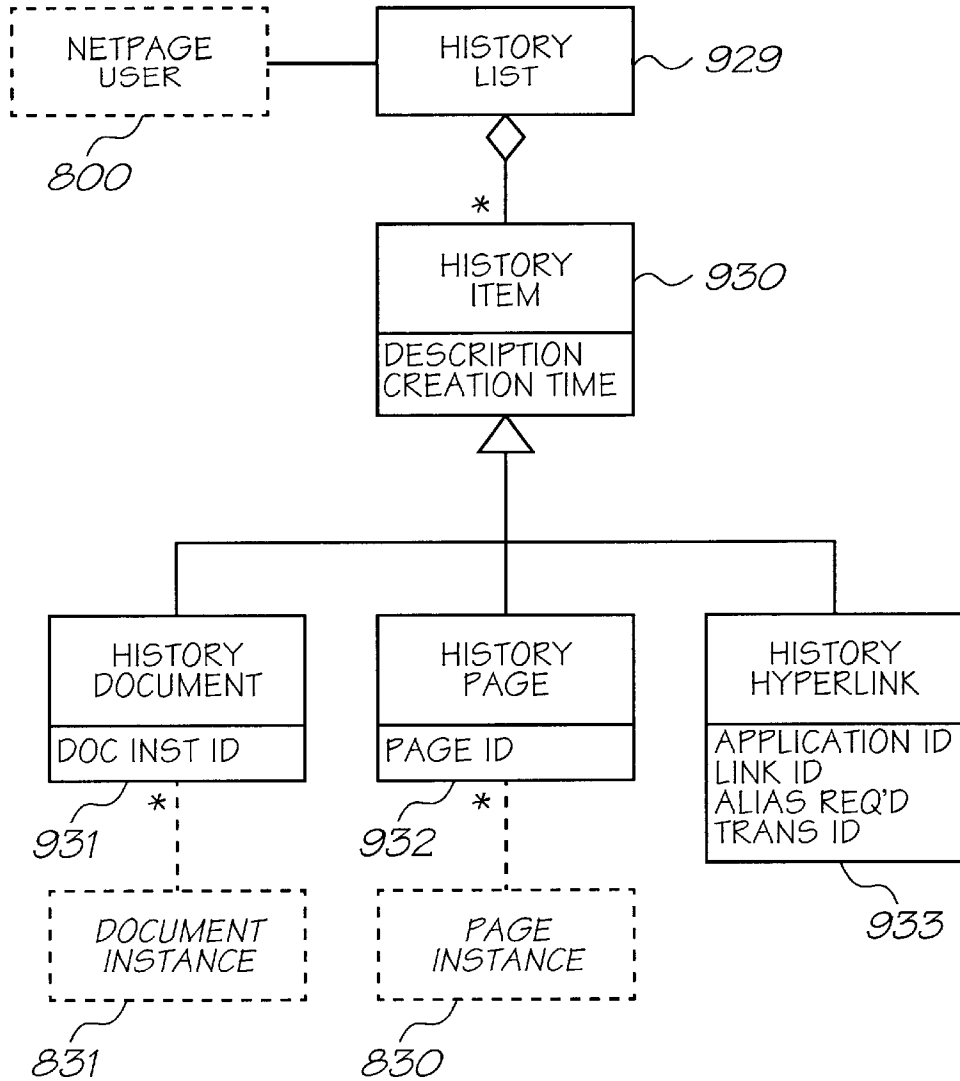 NETPAGE
USER
800
HISTORY
LIST
929
*
HISTORY
ITEM
930
DESCRIPTION
CREATION TIME
HISTORY
DOCUMENT
DOC INST ID
931
*
HISTORY
PAGE
PAGE ID
932
*
HISTORY
HYPERLINK
APPLICATION ID
LINK ID
ALIAS REQ'D
TRANS ID
933
DOCUMENT
INSTANCE
831
PAGE
INSTANCE
830